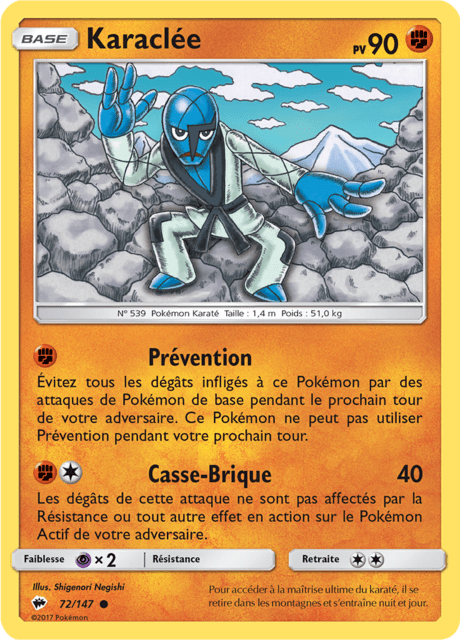 BASE Karaclée PV90
N° 539 Pokémon Karaté Taille : 1,4 m Poids : 51,0 kg
Prévention
Évitez tous les dégâts infligés à ce Pokémon par des
attaques de Pokémon de base pendant le prochain tour
de votre adversaire. Ce Pokémon ne peut pas utiliser
Prévention pendant votre prochain tour.
Casse-Brique 40
Les dégâts de cette attaque ne sont pas affectés par la
Résistance ou tout autre effet en action sur le Pokémon
Actif de votre adversaire.
Faiblesse × 2 Résistance Retraite
Illus. Shigenori Negishi
72/147
©2017 Pokémon
Pour accéder à la maîtrise ultime du karaté, il se
retire dans les montagnes et s'entraîne nuit et jour.